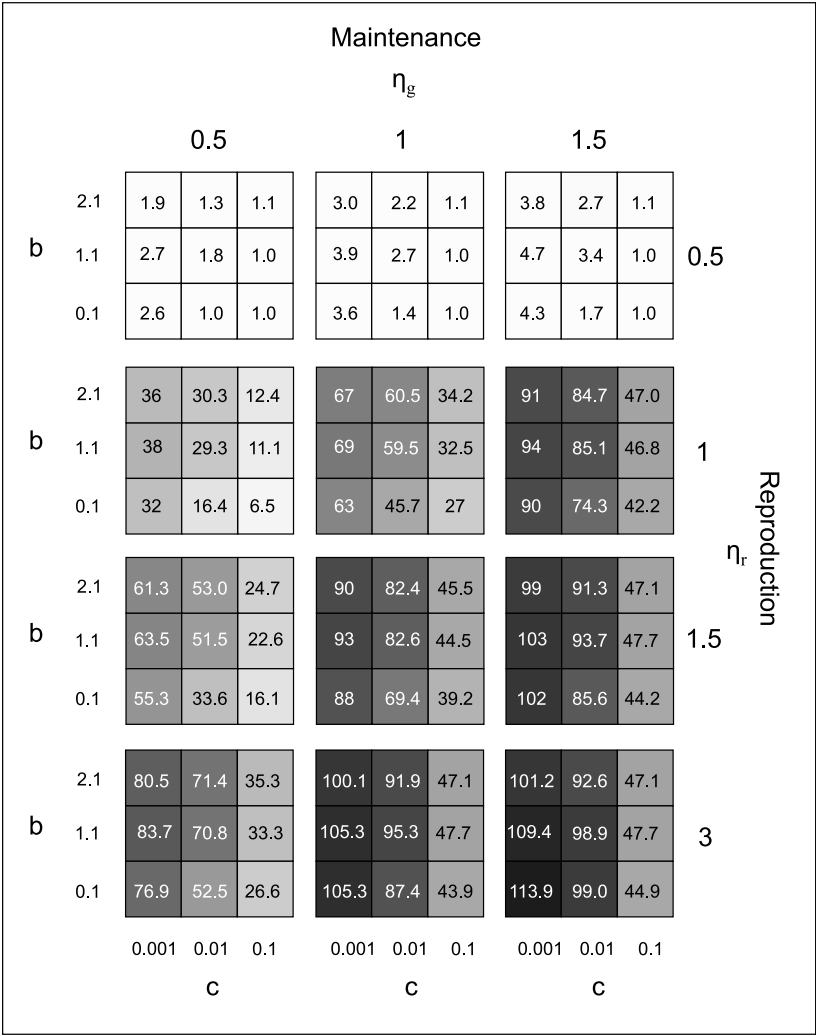 Maintenance
ηg
0.5 1 1.5
2.1 1.9 1.3 1.1 3.0 2.2 1.1 3.8 2.7 1.1
b 1.1 2.7 1.8 1.0 3.9 2.7 1.0 4.7 3.4 1.0 0.5
0.1 2.6 1.0 1.0 3.6 1.4 1.0 4.3 1.7 1.0
2.1 36 30.3 12.4 67 60.5 34.2 91 84.7 47.0
b 1.1 38 29.3 11.1 69 59.5 32.5 94 85.1 46.8 1
0.1 32 16.4 6.5 63 45.7 27 90 74.3 42.2
Reproduction
ηr
2.1 61.3 53.0 24.7 90 82.4 45.5 99 91.3 47.1
b 1.1 63.5 51.5 22.6 93 82.6 44.5 103 93.7 47.7 1.5
0.1 55.3 33.6 16.1 88 69.4 39.2 102 85.6 44.2
2.1 80.5 71.4 35.3 100.1 91.9 47.1 101.2 92.6 47.1
b 1.1 83.7 70.8 33.3 105.3 95.3 47.7 109.4 98.9 47.7 3
0.1 76.9 52.5 26.6 105.3 87.4 43.9 113.9 99.0 44.9
0.001 0.01 0.1 0.001 0.01 0.1 0.001 0.01 0.1
c c c